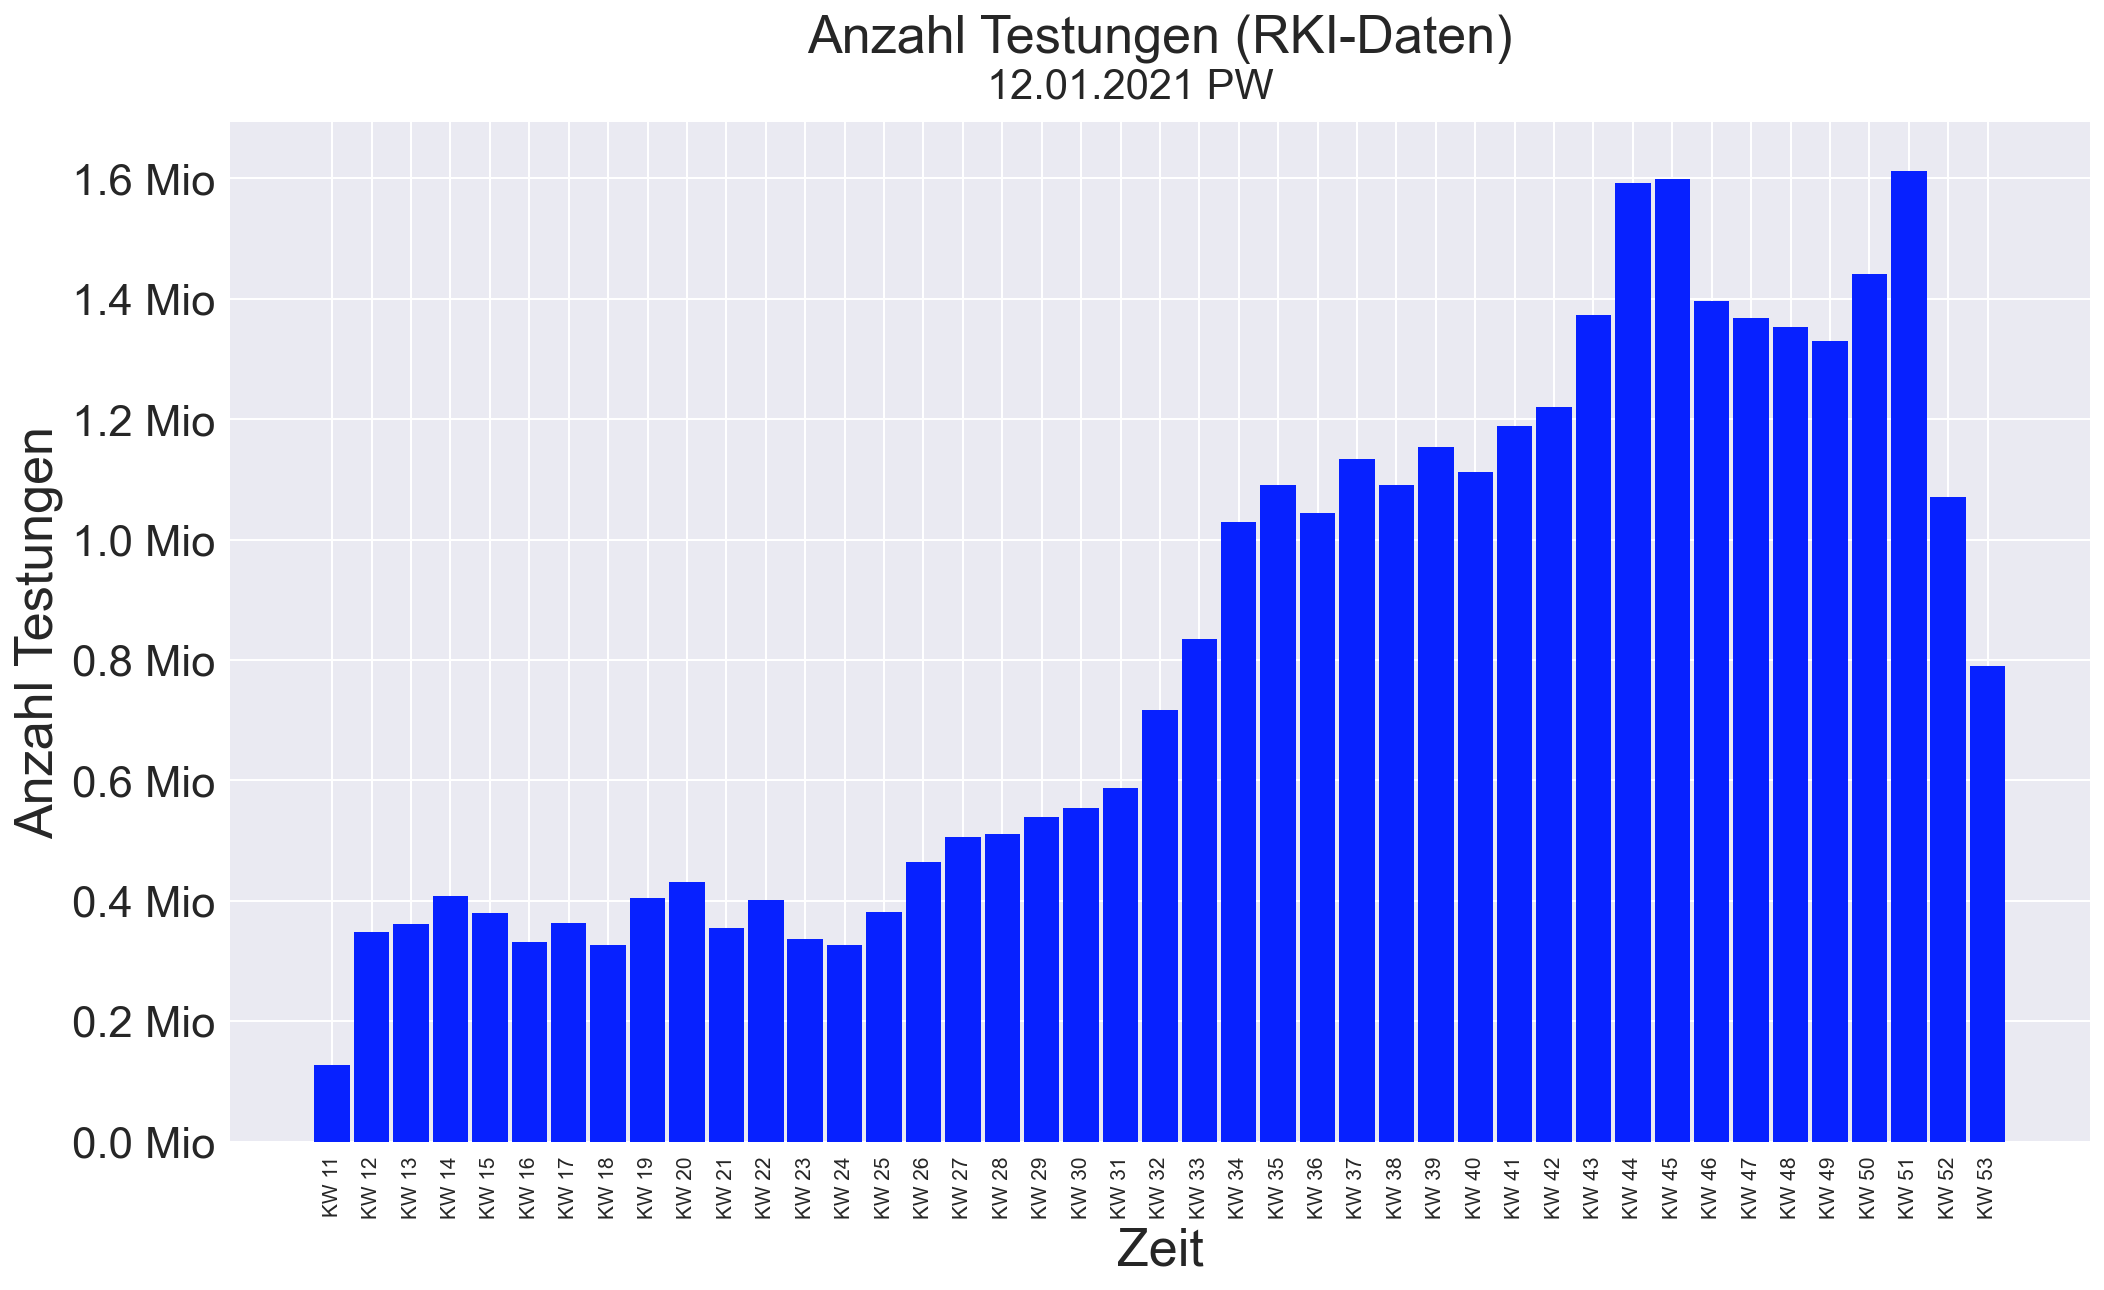 Anzahl Testungen (RKI-Daten)
12.01.2021 PW
Anzahl Testungen
1.6 Mio
1.4 Mio
1.2 Mio
1.0 Mio
0.8 Mio
0.6 Mio
0.4 Mio
0.2 Mio
0.0 Mio
KW 11
KW 12
KW 13
KW 14
KW 15
KW 16
KW 17
KW 18
KW 19
KW 20
KW 21
KW 22
KW 23
KW 24
KW 25
KW 26
KW 27
KW 28
KW 29
KW 30
KW 31
KW 32
KW 33
KW 34
KW 35
KW 36
KW 37
KW 38
KW 39
KW 40
KW 41
KW 42
KW 43
KW 44
KW 45
KW 46
KW 47
KW 48
KW 49
KW 50
KW 51
KW 52
KW 53
Zeit